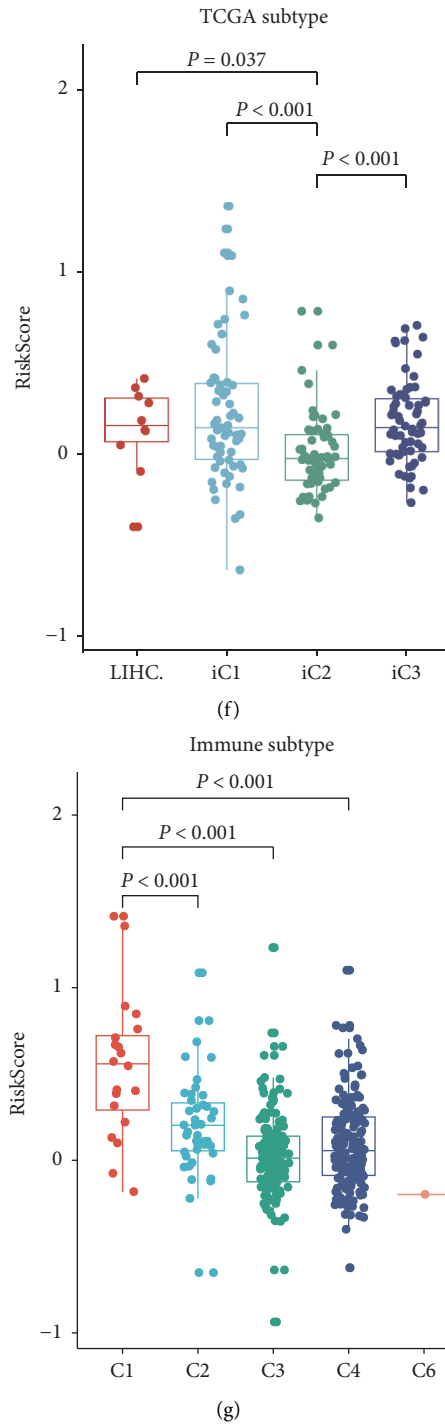 TCGA subtype
P = 0.037
2
P < 0.001
P < 0.001
1
RiskScore
0
−1
LIHC. iC1 iC2 iC3
(f)
Immune subtype
P < 0.001
2
P < 0.001
P < 0.001
1
RiskScore
0
−1
C1 C2 C3 C4 C6
(g)